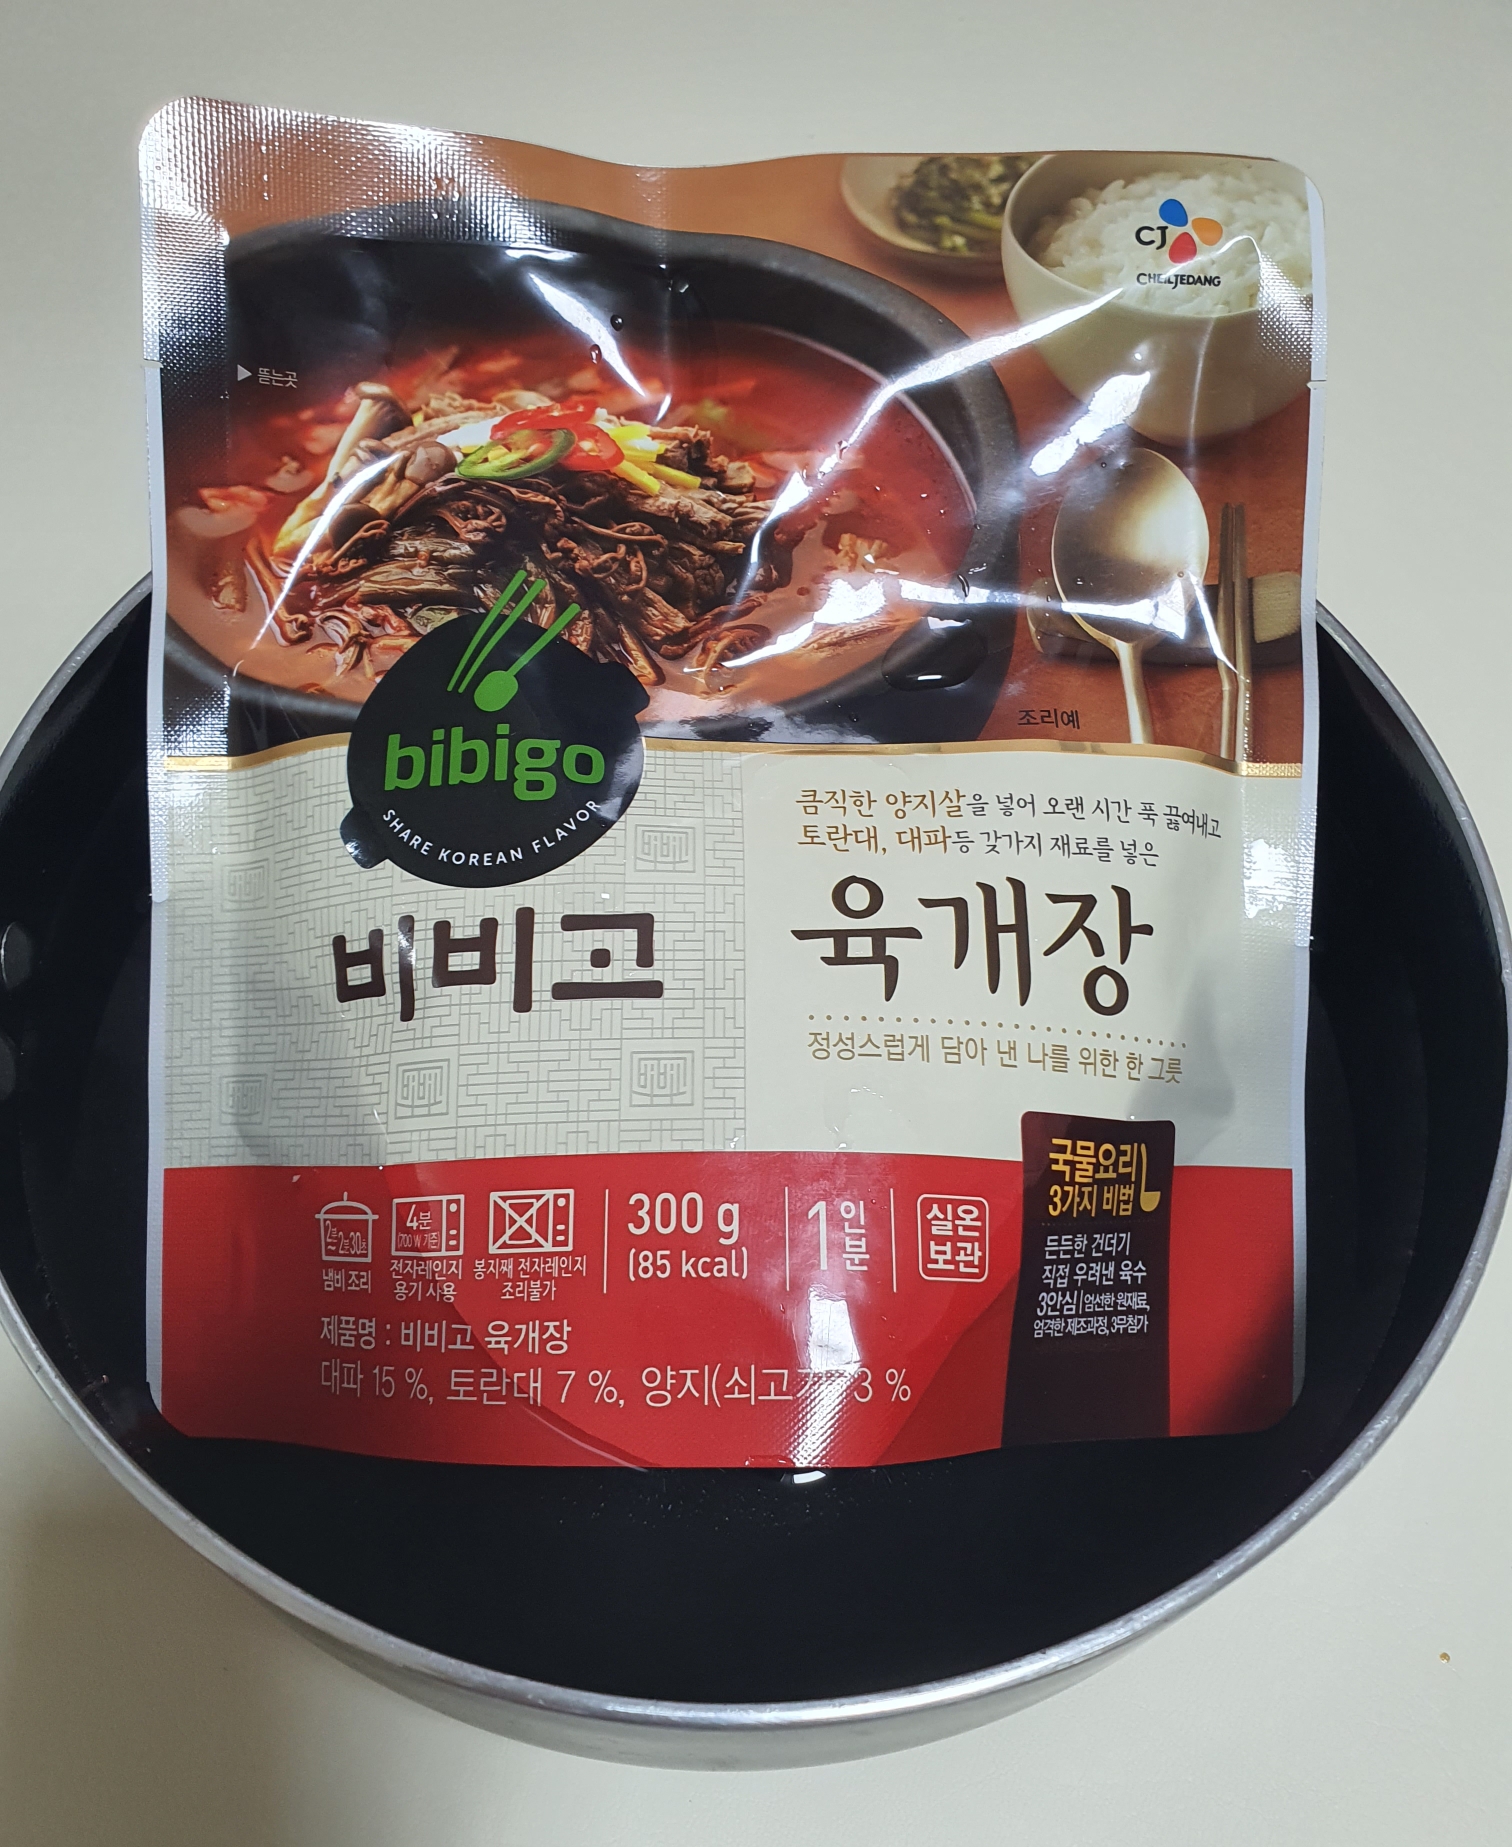 CJ
CHEILJEDANG
▶뜯는곳
조리예
bibigo
SHARE KOREAN FLAVOR
비비고
큼직한 양지살을 넣어 오랜 시간 푹 끓여내고
토란대, 대파등 갖가지 재료를 넣은
육개장
정성스럽게 담아 낸 나를 위한 한 그릇
국물요리
3가지 비법
든든한 건더기
직접 우려낸 육수
3안심 | 엄선한 원재료,
엄격한 제조과정, 3무첨가
2분~2분30초
냄비 조리
4분
(700 W 기준)
전자레인지
용기 사용
봉지째 전자레인지
조리불가
300 g
(85 kcal)
1인분
실온
보관
제품명 : 비비고 육개장
대파 15 %, 토란대 7 %, 양지(쇠고 3 %